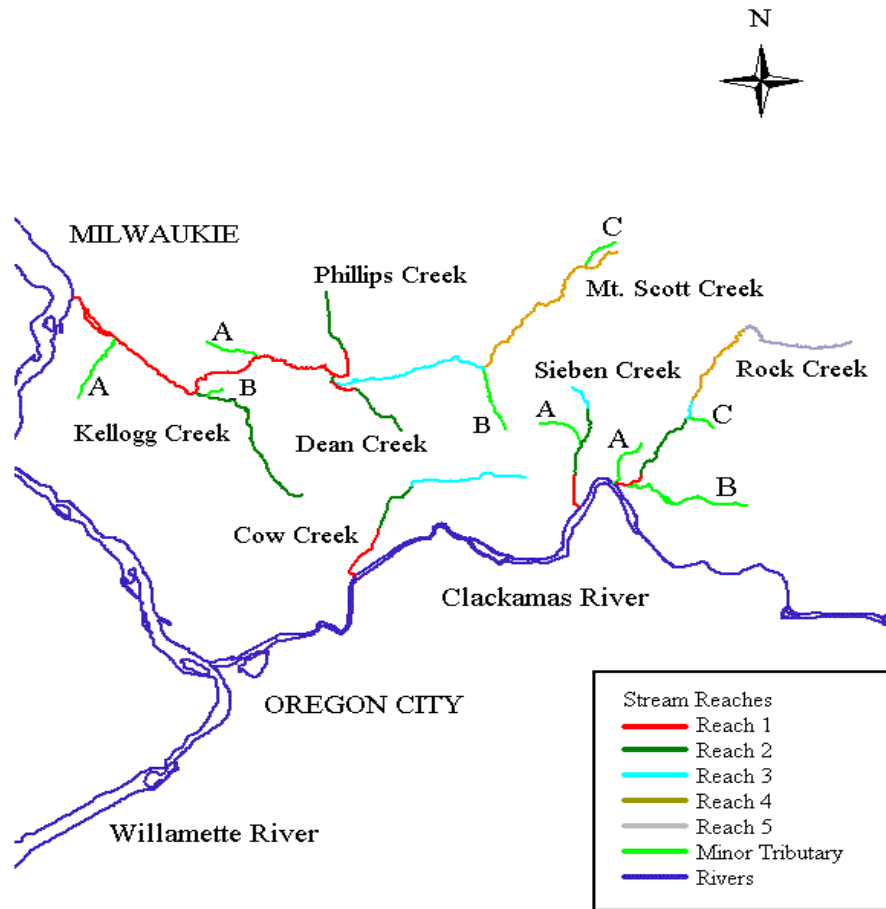 N
MILWAUKIE
C
Phillips Creek
Mt. Scott Creek
A
Sieben Creek
Rock Creek
A
B
A
C
Kellogg Creek
Dean Creek
B
A
B
Cow Creek
Clackamas River
OREGON CITY
Willamette River
Stream Reaches
Reach 1
Reach 2
Reach 3
Reach 4
Reach 5
Minor Tributary
Rivers